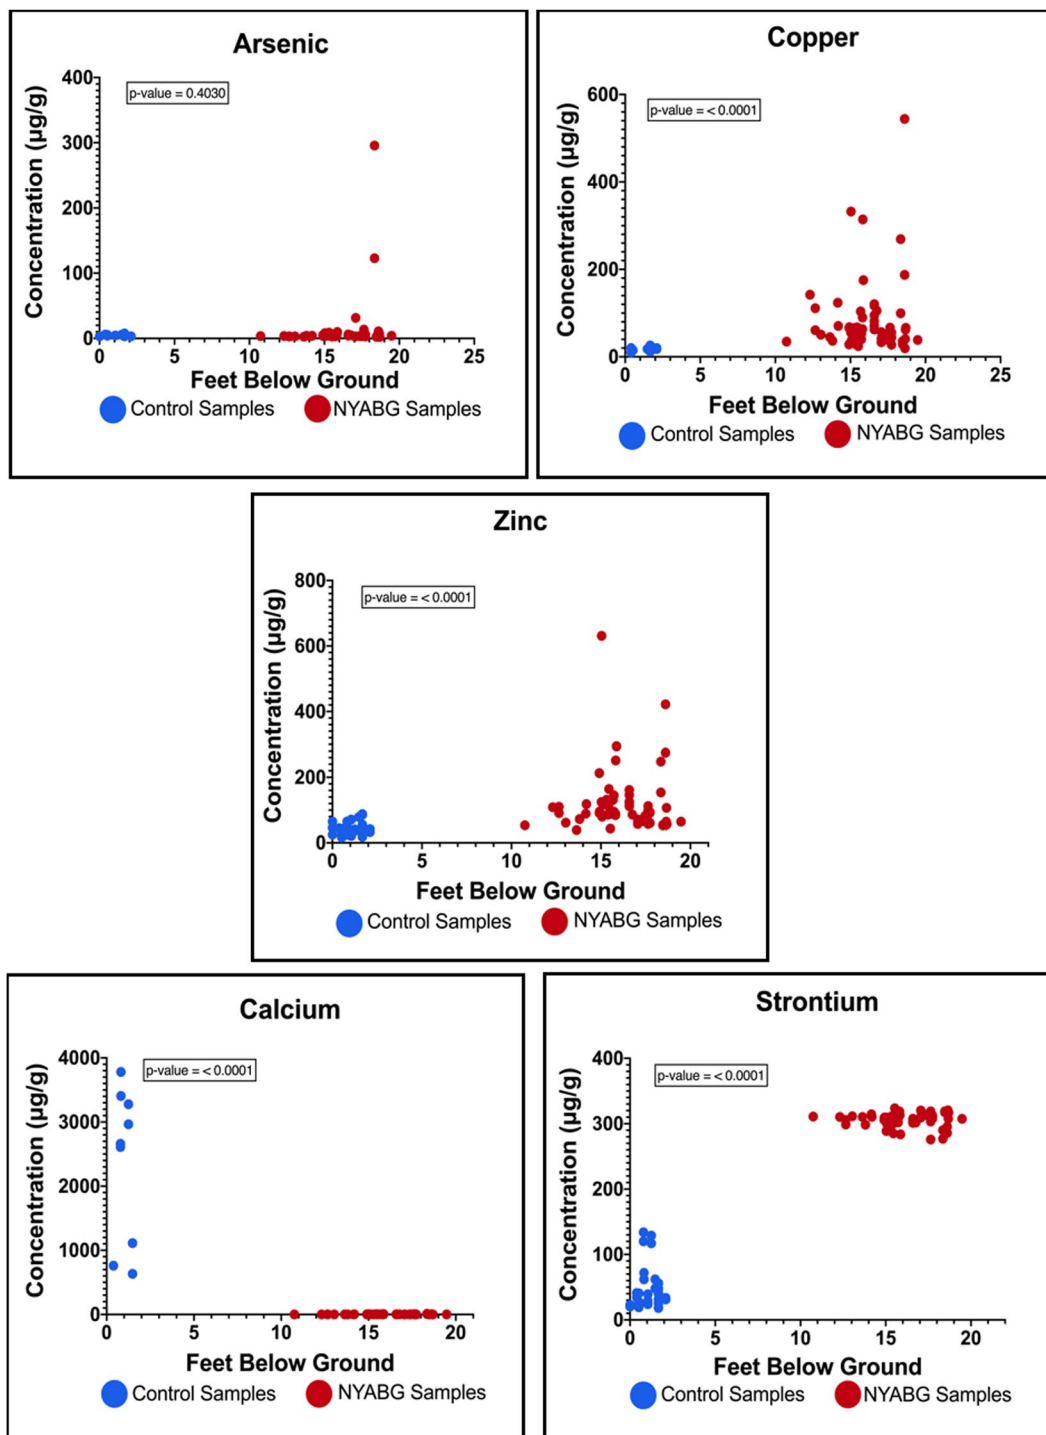 Arsenic
Concentration (µg/g)
400
300
200
100
0
p-value = 0.4030
0 5 10 15 20 25
Feet Below Ground
Control Samples NYABG Samples
Copper
Concentration (µg/g)
600
400
200
0
p-value = < 0.0001
0 5 10 15 20 25
Feet Below Ground
Control Samples NYABG Samples
Zinc
Concentration (µg/g)
800
600
400
200
0
p-value = < 0.0001
0 5 10 15 20
Feet Below Ground
Control Samples NYABG Samples
Calcium
Concentration (µg/g)
4000
3000
2000
1000
0
p-value = < 0.0001
0 5 10 15 20
Feet Below Ground
Control Samples NYABG Samples
Strontium
Concentration (µg/g)
400
300
200
100
0
p-value = < 0.0001
0 5 10 15 20
Feet Below Ground
Control Samples NYABG Samples